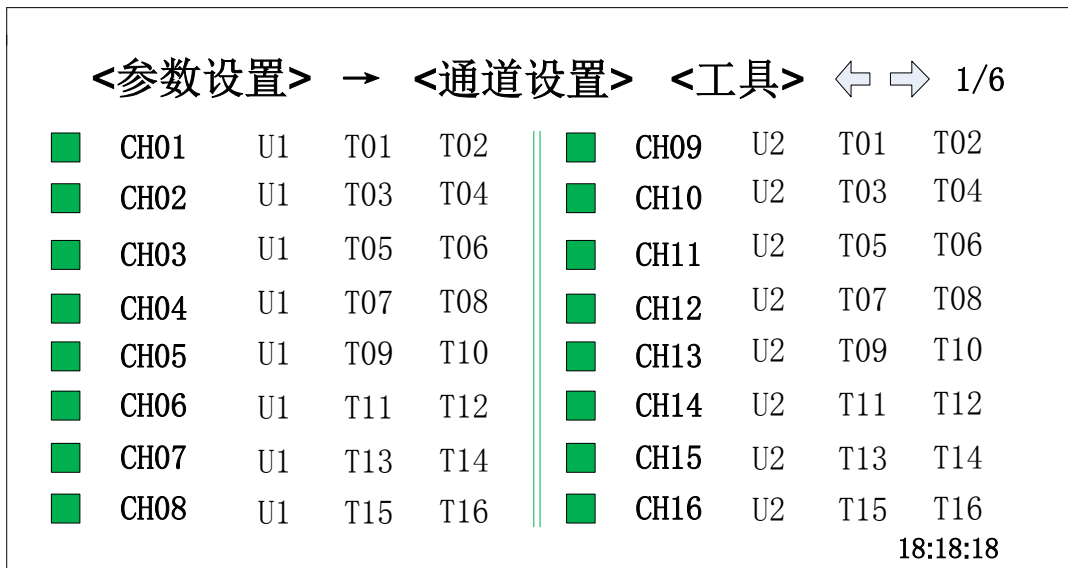 <参数设置> → <通道设置> <工具> 1/6
CH01 U1 T01 T02 CH09 U2 T01 T02
CH02 U1 T03 T04 CH10 U2 T03 T04
CH03 U1 T05 T06 CH11 U2 T05 T06
CH04 U1 T07 T08 CH12 U2 T07 T08
CH05 U1 T09 T10 CH13 U2 T09 T10
CH06 U1 T11 T12 CH14 U2 T11 T12
CH07 U1 T13 T14 CH15 U2 T13 T14
CH08 U1 T15 T16 CH16 U2 T15 T16
18:18:18